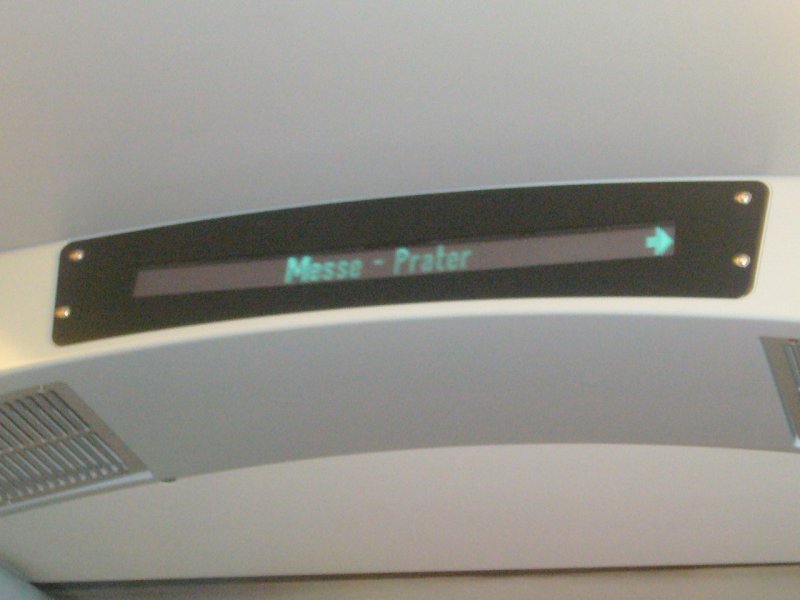 Messe - Prater →